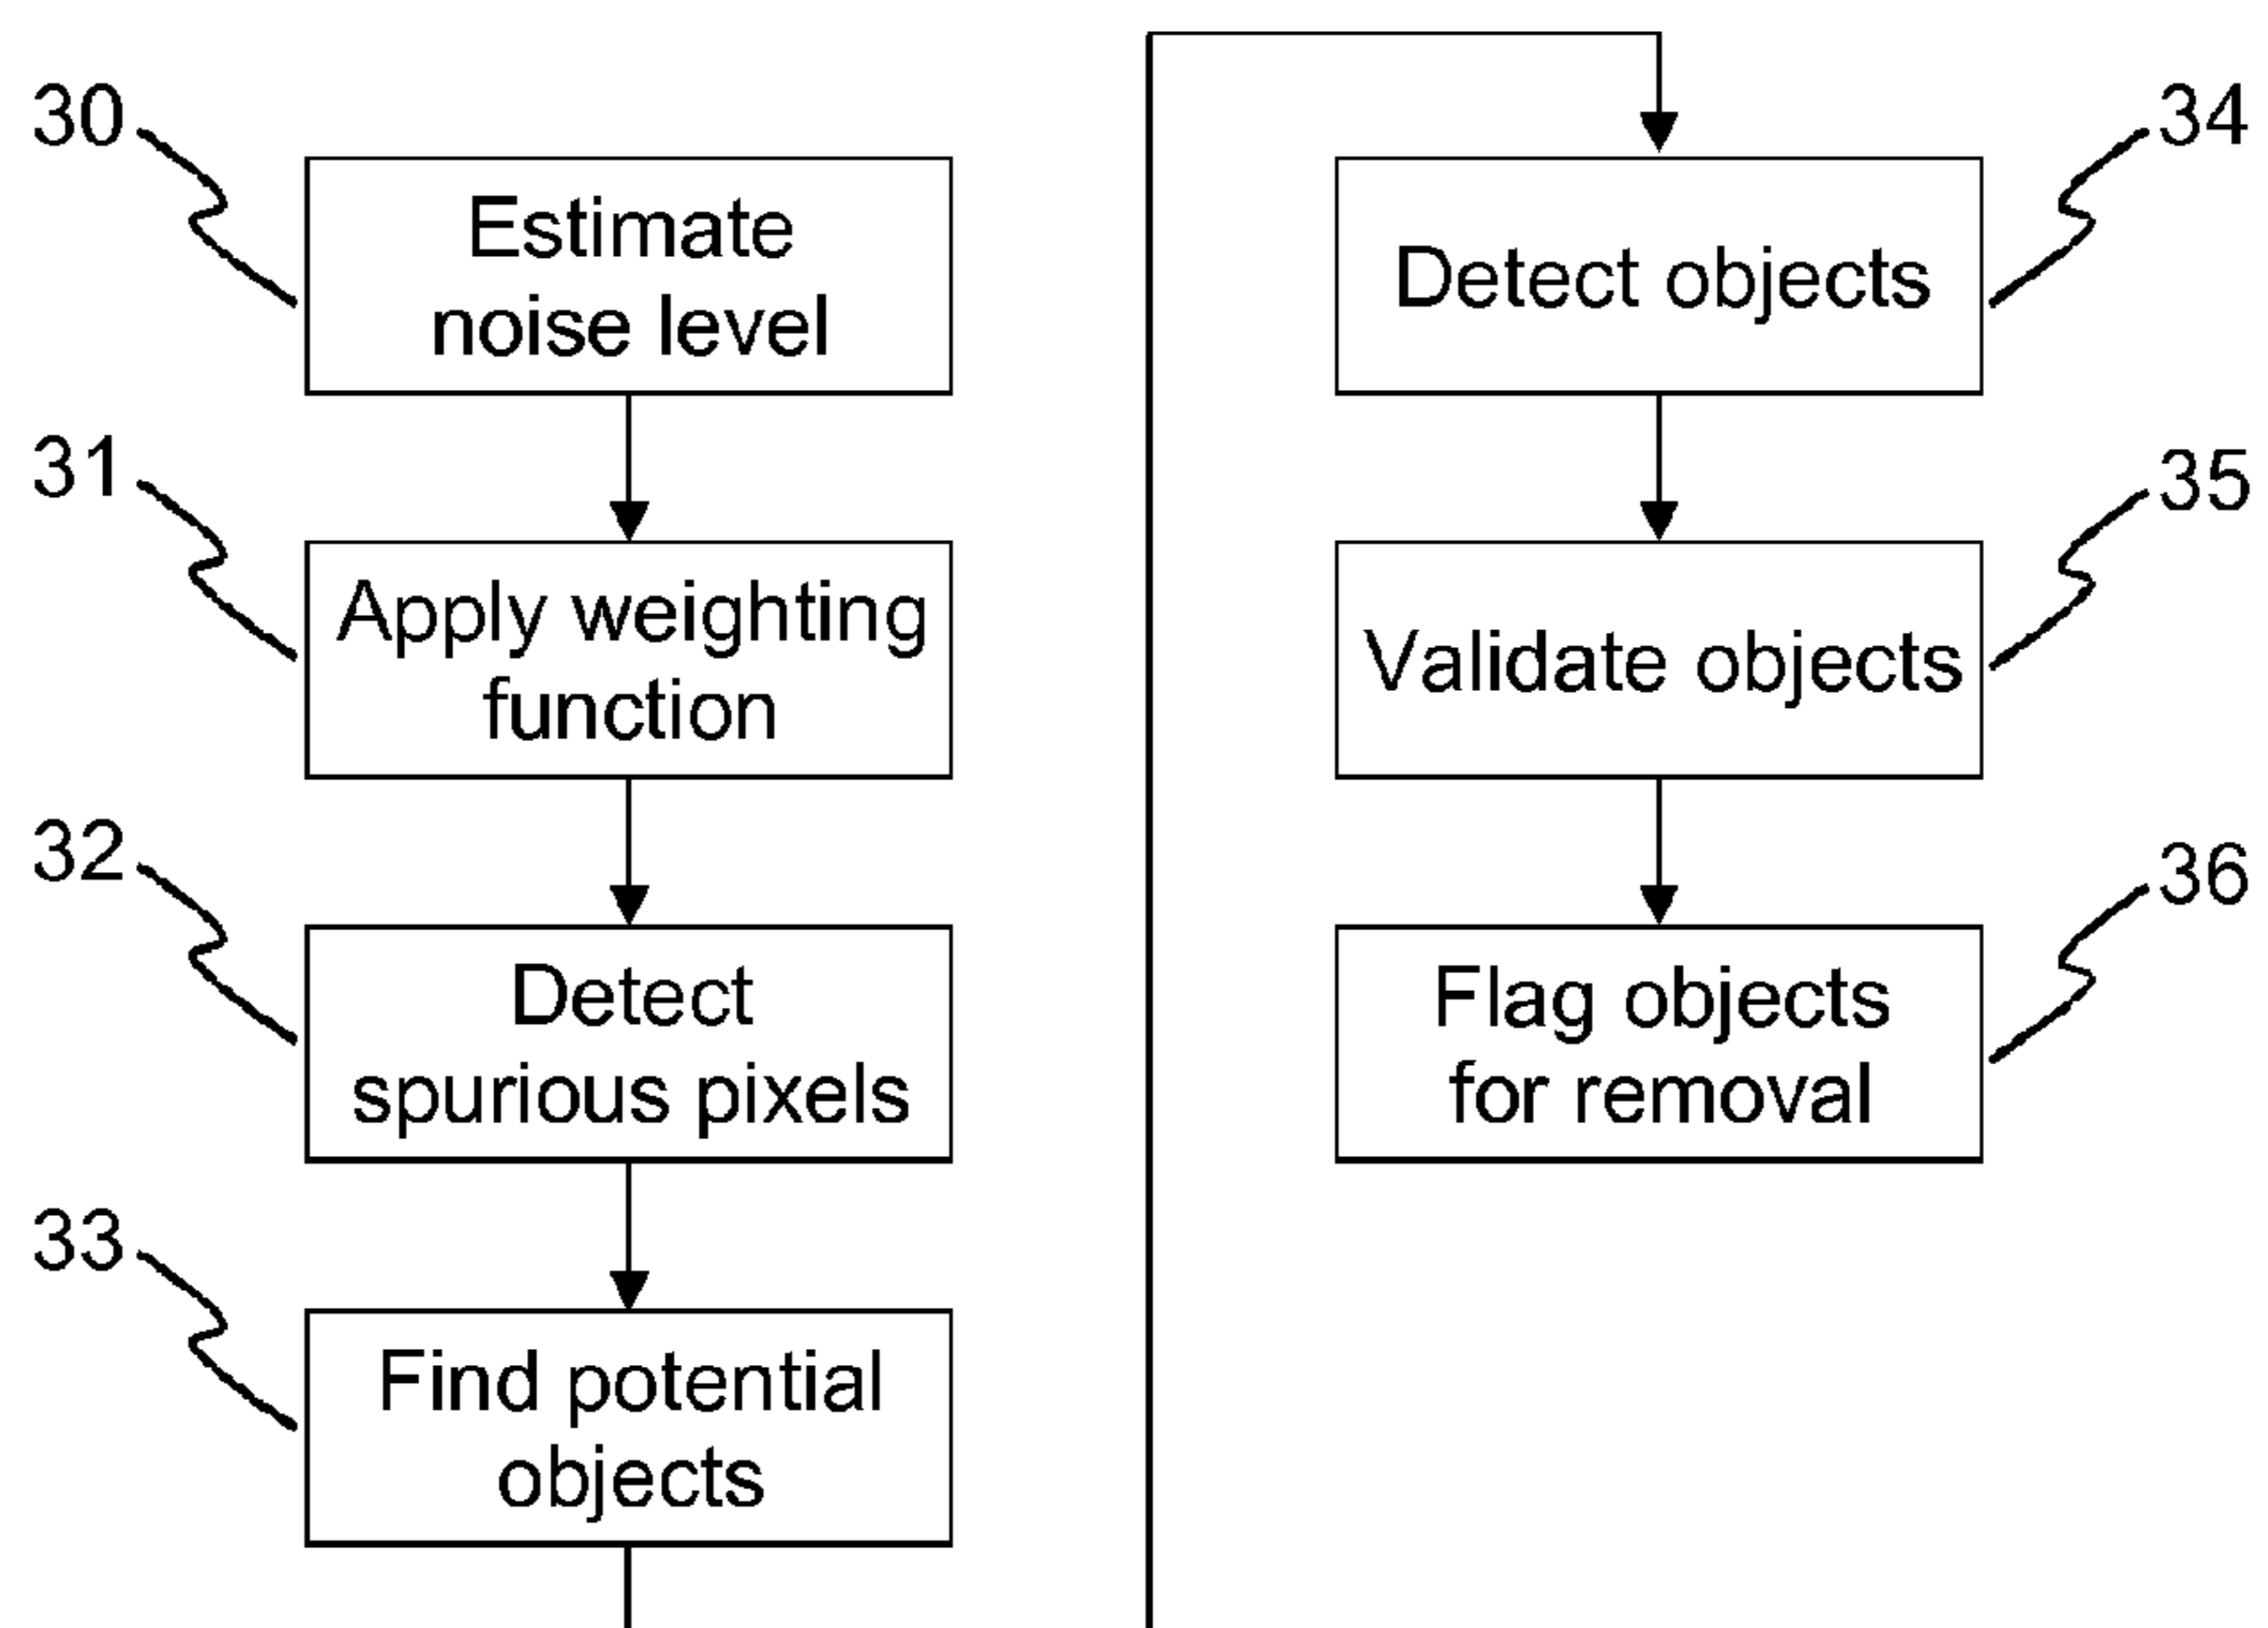 30
Estimate
noise level
31
Apply weighting
function
32
Detect
spurious pixels
33
Find potential
objects
34
Detect objects
35
Validate objects
36
Flag objects
for removal